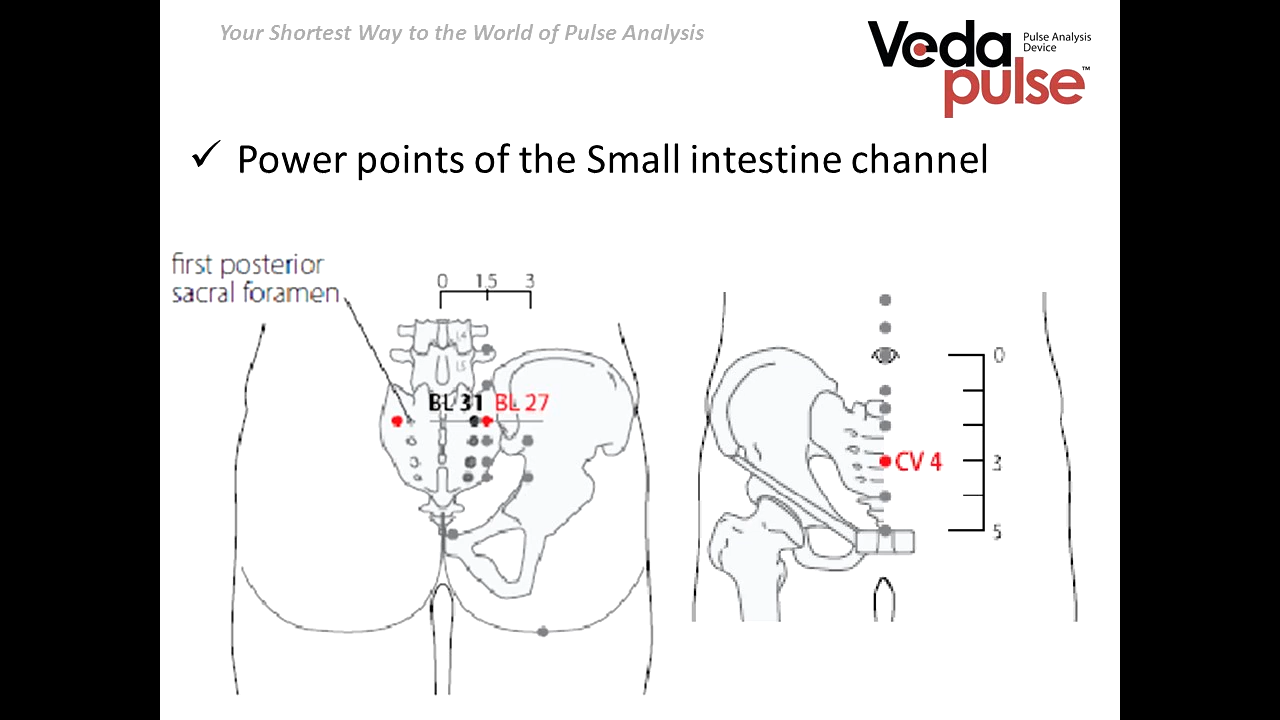 Your Shortest Way to the World of Pulse Analysis
Veda Pulse Analysis
Device
pulse™
✓ Power points of the Small intestine channel
first posterior
sacral foramen
0 1.5 3
L4
L5
BL 31 BL 27
0
CV 4 3
5